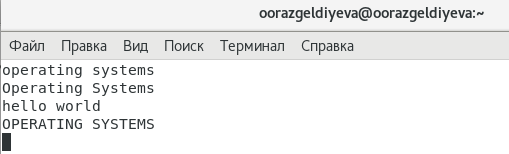 oorazgeldiyeva@oorazgeldiyeva:~
Файл Правка Вид Поиск Терминал Справка
operating systems
Operating Systems
hello world
OPERATING SYSTEMS